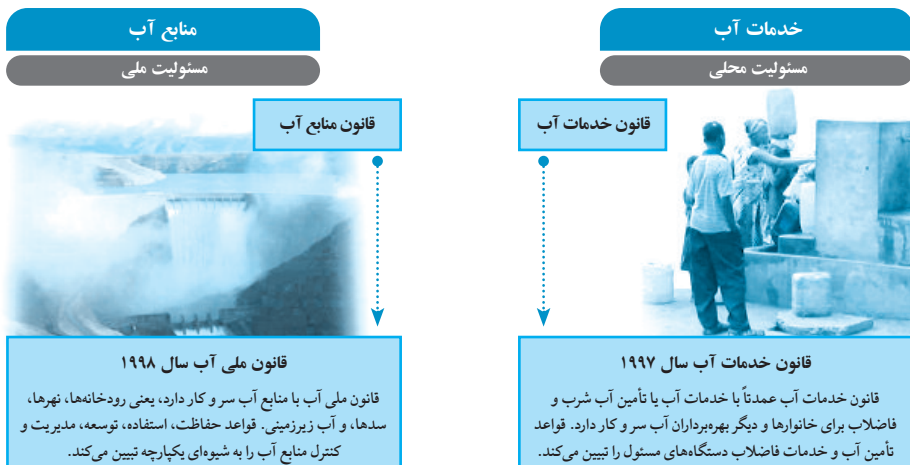 خدمات آب
مسئولیت محلی
قانون خدمات آب
قانون خدمات آب سال ۱۹۹۷
قانون خدمات آب عمدتاً با خدمات آب یا تأمین آب شرب و
فاضلاب برای خانوارها و دیگر بهره‌برداران آب سر و کار دارد. قواعد
تأمین آب و خدمات فاضلاب دستگاه‌های مسئول را تبیین می‌کند.
منابع آب
مسئولیت ملی
قانون منابع آب
قانون ملی آب سال ۱۹۹۸
قانون ملی آب با منابع آب سر و کار دارد، یعنی رودخانه‌ها، نهرها،
سدها، و آب زیرزمینی. قواعد حفاظت، استفاده، توسعه، مدیریت و
کنترل منابع آب را به شیوه‌ای یکپارچه تبیین می‌کند.